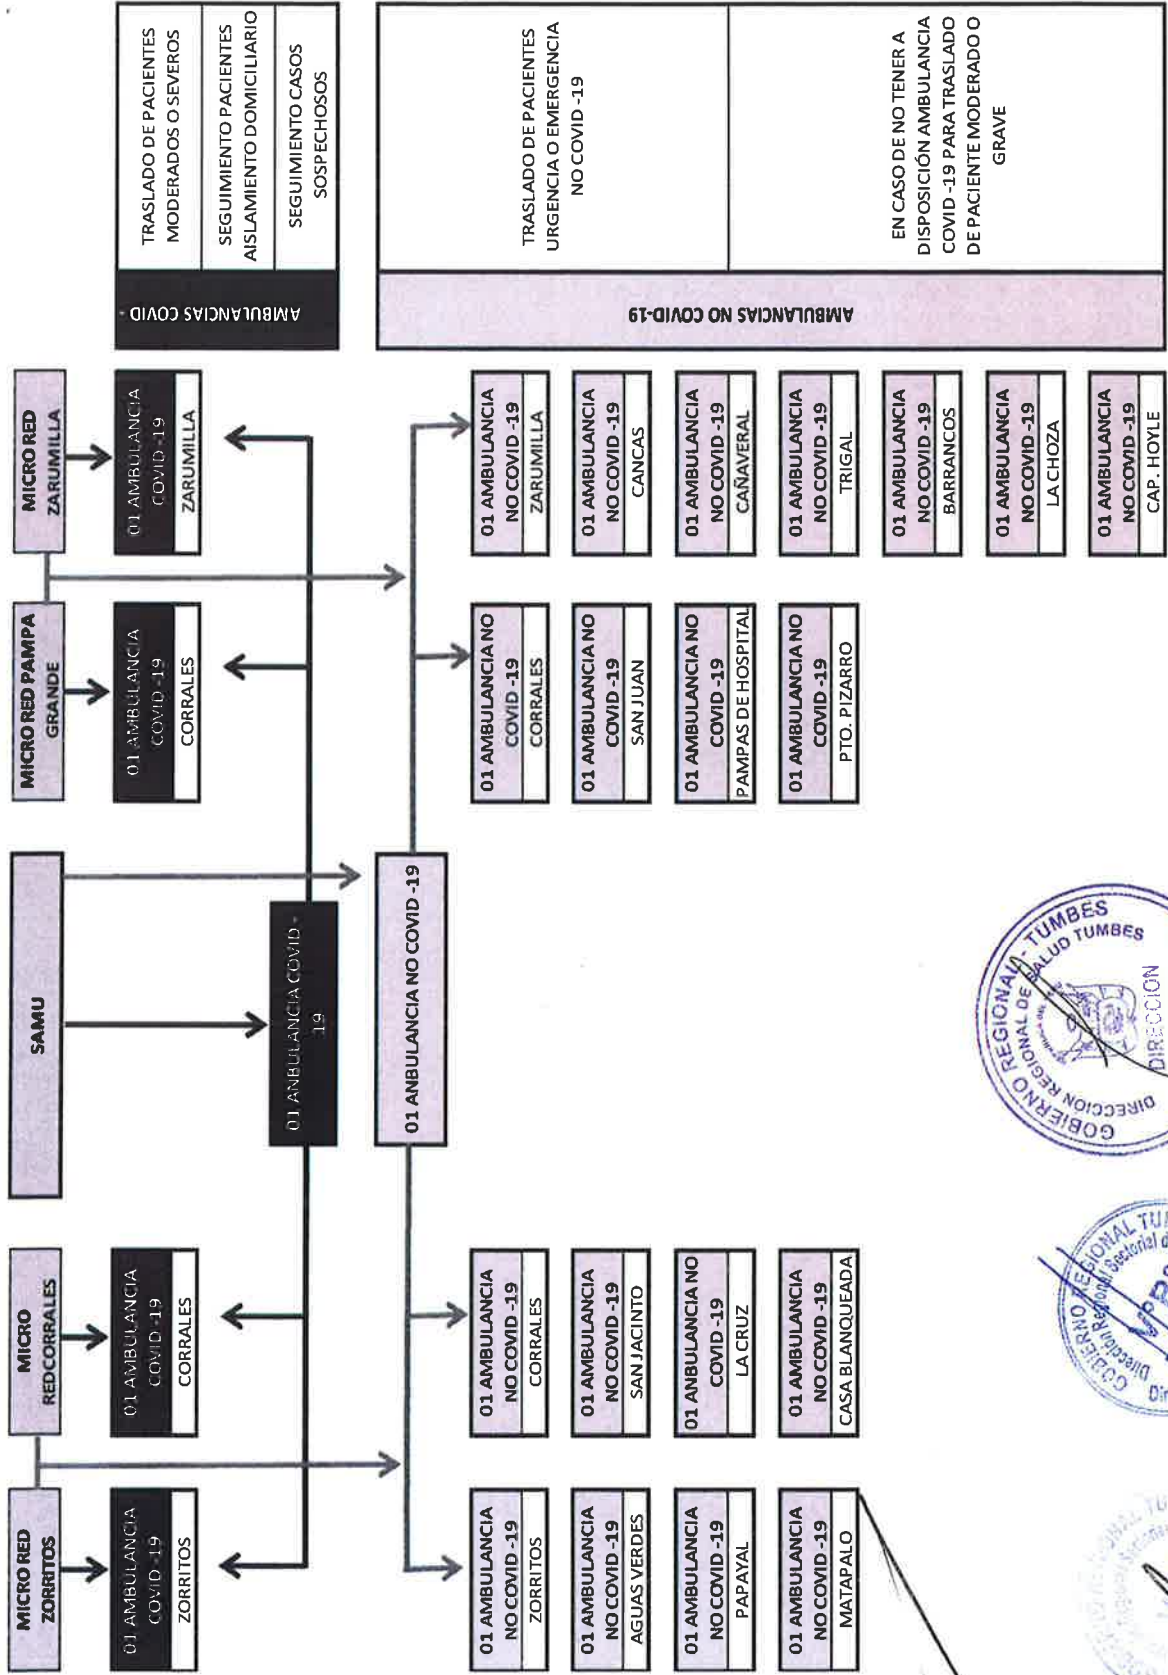 MICRO RED
ZORRITOS
MICRO
REDCORRALES
SAMU
MICRO RED PAMPA
GRANDE
MICRO RED
ZARUMILLA
01 AMBULANCIA
COVID -19
ZORRITOS
01 AMBULANCIA
COVID -19
CORRALES
01 AMBULANCIA
COVID -19
CORRALES
01 AMBULANCIA
COVID -19
ZARUMILLA
AMBULANCIAS COVID -
TRASLADO DE PACIENTES
MODERADOS O SEVEROS
SEGUIMIENTO PACIENTES
AISLAMIENTO DOMICILIARIO
SEGUIMIENTO CASOS
SOSPECHOSOS
01 ANBULANCIA COVID -
19
01 ANBULANCIA NO COVID -19
AMBULANCIAS NO COVID-19
TRASLADO DE PACIENTES
URGENCIA O EMERGENCIA
NO COVID -19
EN CASO DE NO TENER A
DISPOSICIÓN AMBULANCIA
COVID -19 PARA TRASLADO
DE PACIENTE MODERADO O
GRAVE
01 AMBULANCIA
NO COVID -19
ZORRITOS
01 AMBULANCIA
NO COVID -19
CORRALES
01 AMBULANCIA NO
COVID -19
CORRALES
01 AMBULANCIA
NO COVID -19
ZARUMILLA
01 AMBULANCIA
NO COVID -19
AGUAS VERDES
01 AMBULANCIA
NO COVID -19
SAN JACINTO
01 AMBULANCIA NO
COVID -19
SAN JUAN
01 AMBULANCIA
NO COVID -19
CANCAS
01 AMBULANCIA
NO COVID -19
PAPAYAL
01 ANBULANCIA NO
COVID -19
LA CRUZ
01 AMBULANCIA NO
COVID -19
PAMPAS DE HOSPITAL
01 AMBULANCIA
NO COVID -19
CAÑAVERAL
01 AMBULANCIA
NO COVID -19
MATAPALO
01 AMBULANCIA
NO COVID -19
CASA BLANQUEADA
01 AMBULANCIA NO
COVID -19
PTO. PIZARRO
01 AMBULANCIA
NO COVID -19
TRIGAL
01 AMBULANCIA
NO COVID -19
BARRANCOS
01 AMBULANCIA
NO COVID -19
LA CHOZA
01 AMBULANCIA
NO COVID -19
CAP. HOYLE
GOBIERNO REGIONAL - TUMBES
DIRECCION REGIONAL DE SALUD TUMBES
DIRECCION
GOBIERNO REGIONAL
Dirección Regional Sectorial